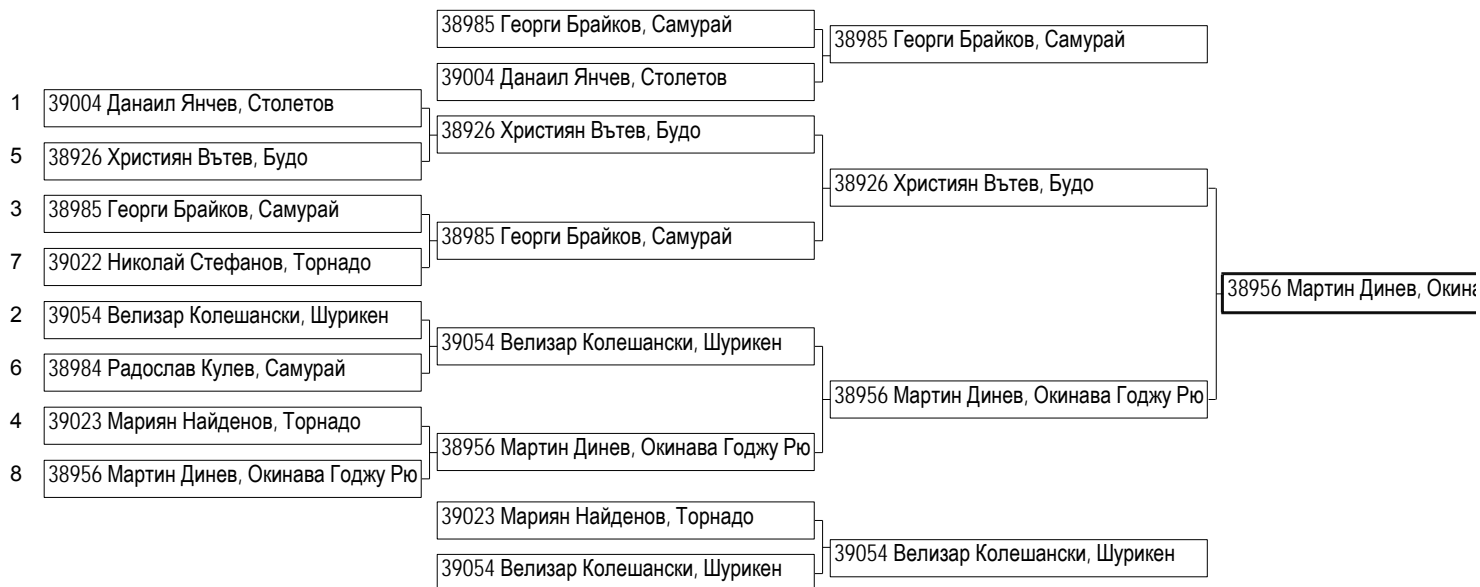 38985 Георги Брайков, Самурай
38985 Георги Брайков, Самурай
39004 Данаил Янчев, Столетов
1 39004 Данаил Янчев, Столетов
38926 Християн Вътев, Будо
5 38926 Християн Вътев, Будо
38926 Християн Вътев, Будо
3 38985 Георги Брайков, Самурай
38985 Георги Брайков, Самурай
7 39022 Николай Стефанов, Торнадо
38956 Мартин Динев, Окина
2 39054 Велизар Колешански, Шурикен
39054 Велизар Колешански, Шурикен
6 38984 Радослав Кулев, Самурай
38956 Мартин Динев, Окинава Годжу Рю
4 39023 Мариян Найденов, Торнадо
38956 Мартин Динев, Окинава Годжу Рю
8 38956 Мартин Динев, Окинава Годжу Рю
39023 Мариян Найденов, Торнадо
39054 Велизар Колешански, Шурикен
39054 Велизар Колешански, Шурикен